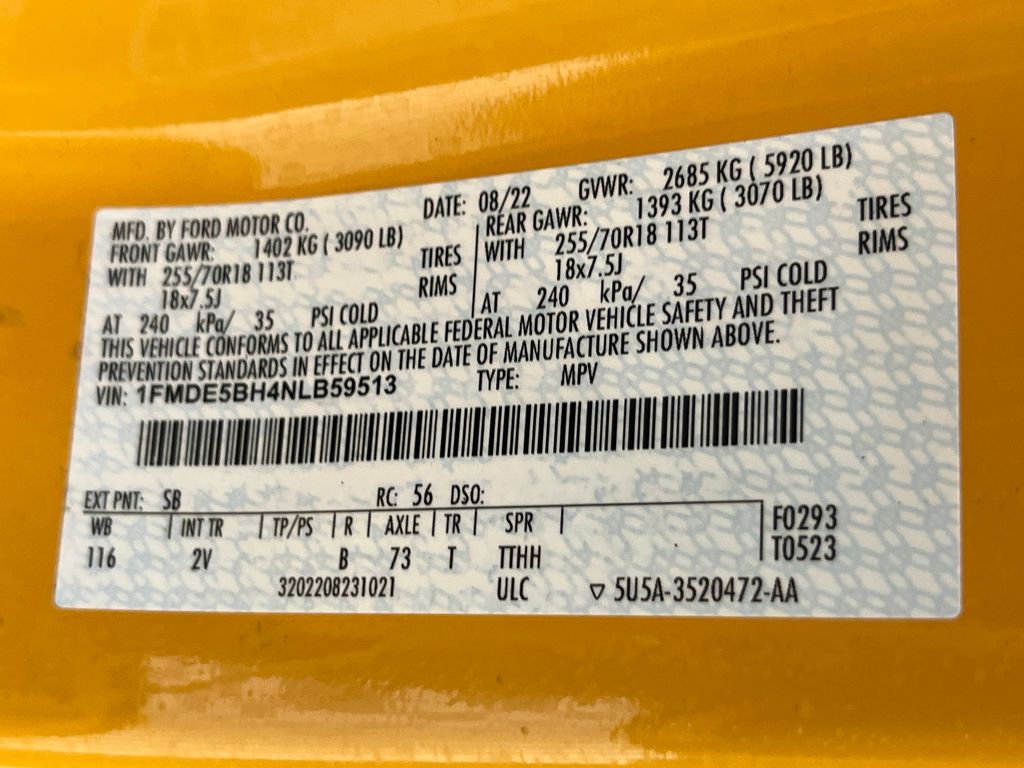 MFD. BY FORD MOTOR CO. DATE: 08/22 GVWR: 2685 KG ( 5920 LB)
FRONT GAWR: 1402 KG ( 3090 LB)
WITH 255/70R18 113T TIRES
18x7.5J RIMS
AT 240 kPa/ 35 PSI COLD
REAR GAWR: 1393 KG ( 3070 LB)
WITH 255/70R18 113T TIRES
18x7.5J RIMS
AT 240 kPa/ 35 PSI COLD
THIS VEHICLE CONFORMS TO ALL APPLICABLE FEDERAL MOTOR VEHICLE SAFETY AND THEFT
PREVENTION STANDARDS IN EFFECT ON THE DATE OF MANUFACTURE SHOWN ABOVE.
VIN: 1FMDE5BH4NLB59513 TYPE: MPV
EXT PNT: SB RC: 56 DSO:
WB | INT TR | TP/PS | R | AXLE | TR | SPR | F0293
116 2V B 73 T TTHH T0523
3202208231021 ULC ▽ 5U5A-3520472-AA